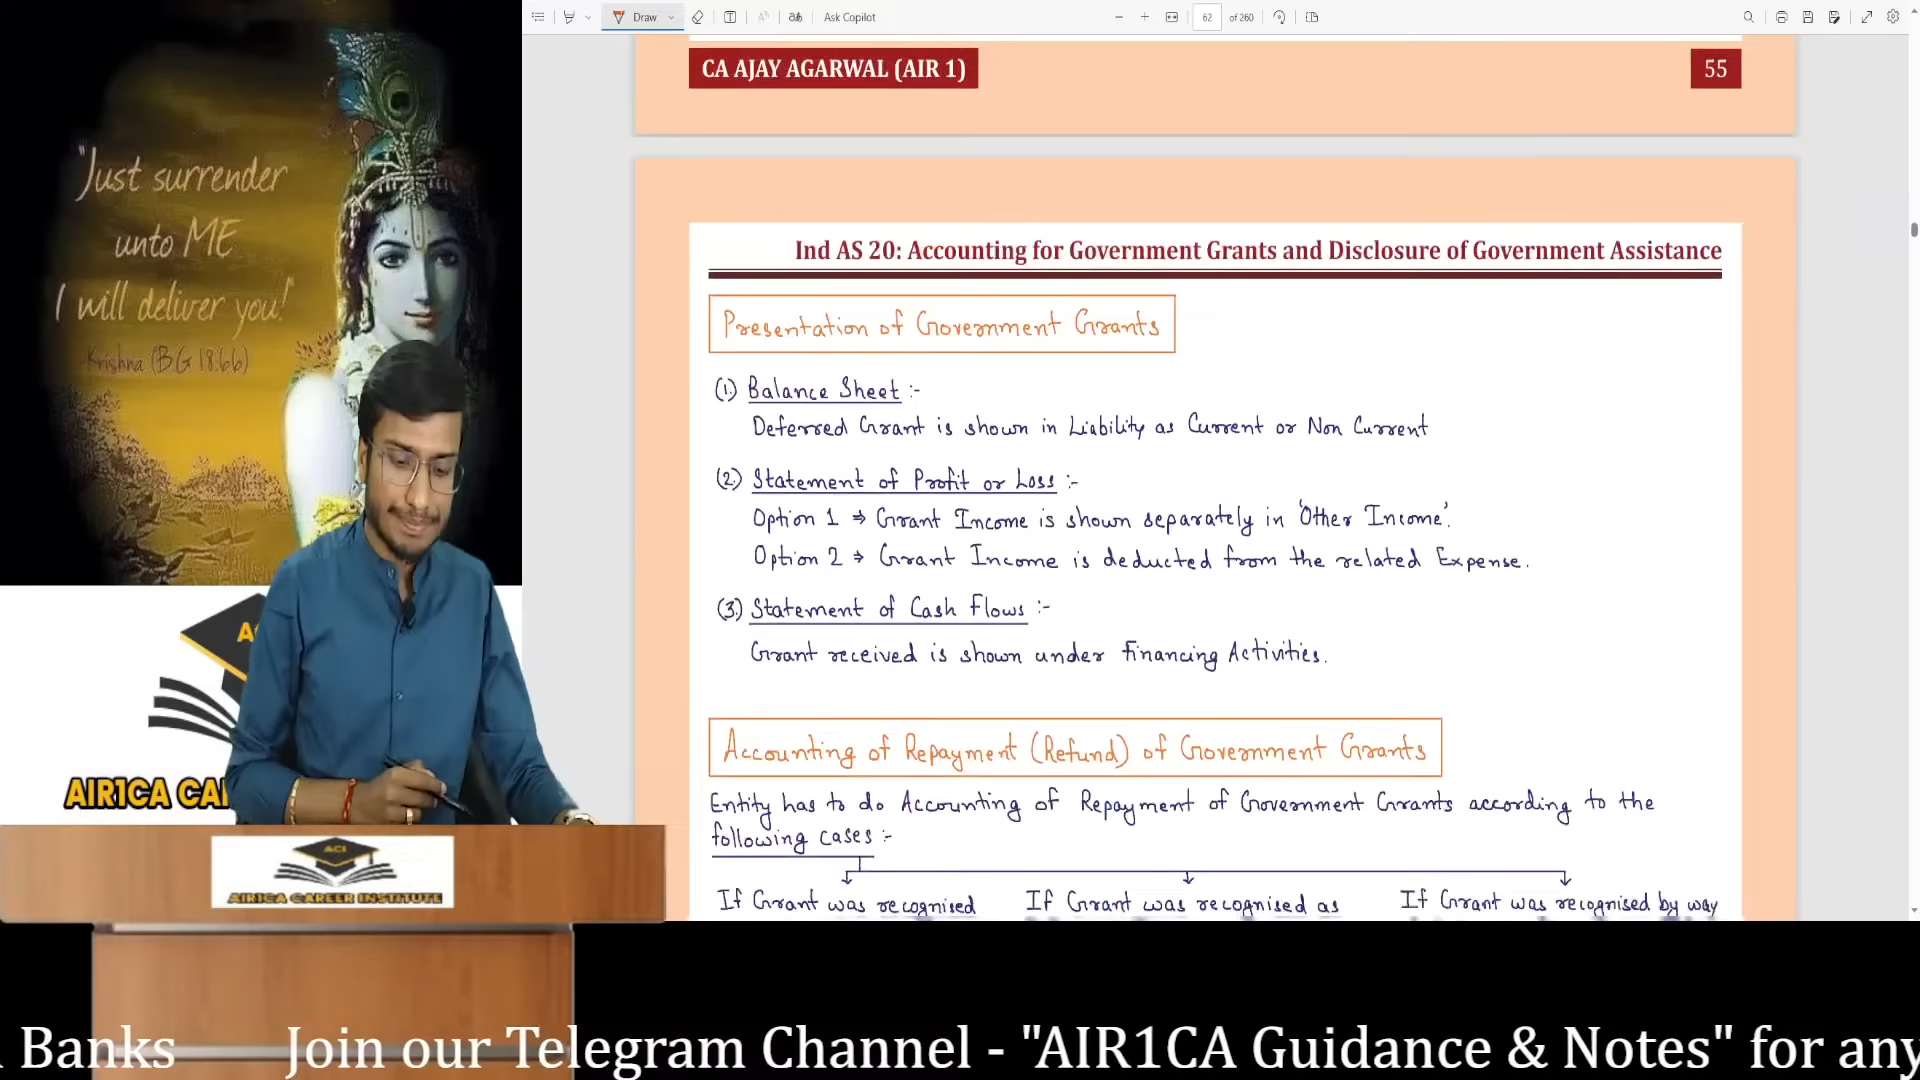 Draw
Ask Copilot
62
of 260
CA AJAY AGARWAL (AIR 1)
55
"Just surrender
unto ME
I will deliver you!"
-Krishna (B.G 18:66)
Ind AS 20: Accounting for Government Grants and Disclosure of Government Assistance
Presentation of Government Grants
(1.) Balance Sheet :-
Deferred Grant is shown in Liability as Current or Non Current
(2.) Statement of Profit or Loss :-
Option 1 ⇒ Grant Income is shown separately in 'Other Income'.
Option 2 ⇒ Grant Income is deducted from the related Expense.
(3.) Statement of Cash Flows :-
Grant received is shown under Financing Activities.
Accounting of Repayment (Refund) of Government Grants
Entity has to do Accounting of Repayment of Government Grants according to the
following cases :-
If Grant was recognised
If Grant was recognised as
If Grant was recognised by way
AIR1CA CA
ACI
AIR1CA CAREER INSTITUTE
Banks Join our Telegram Channel - "AIR1CA Guidance & Notes" for any